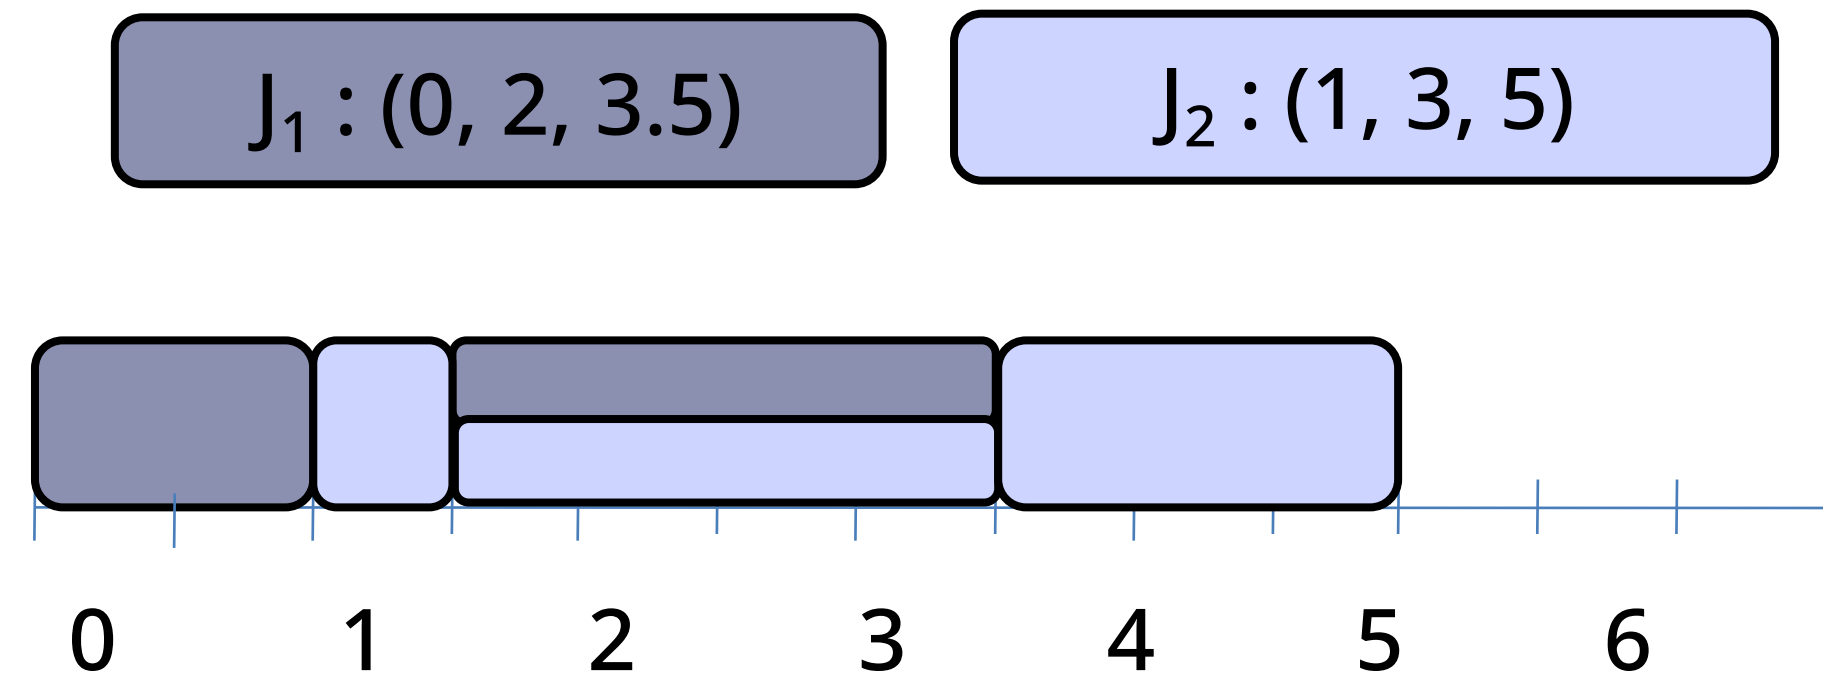 J₁ : (0, 2, 3.5)
J₂ : (1, 3, 5)
0 1 2 3 4 5 6